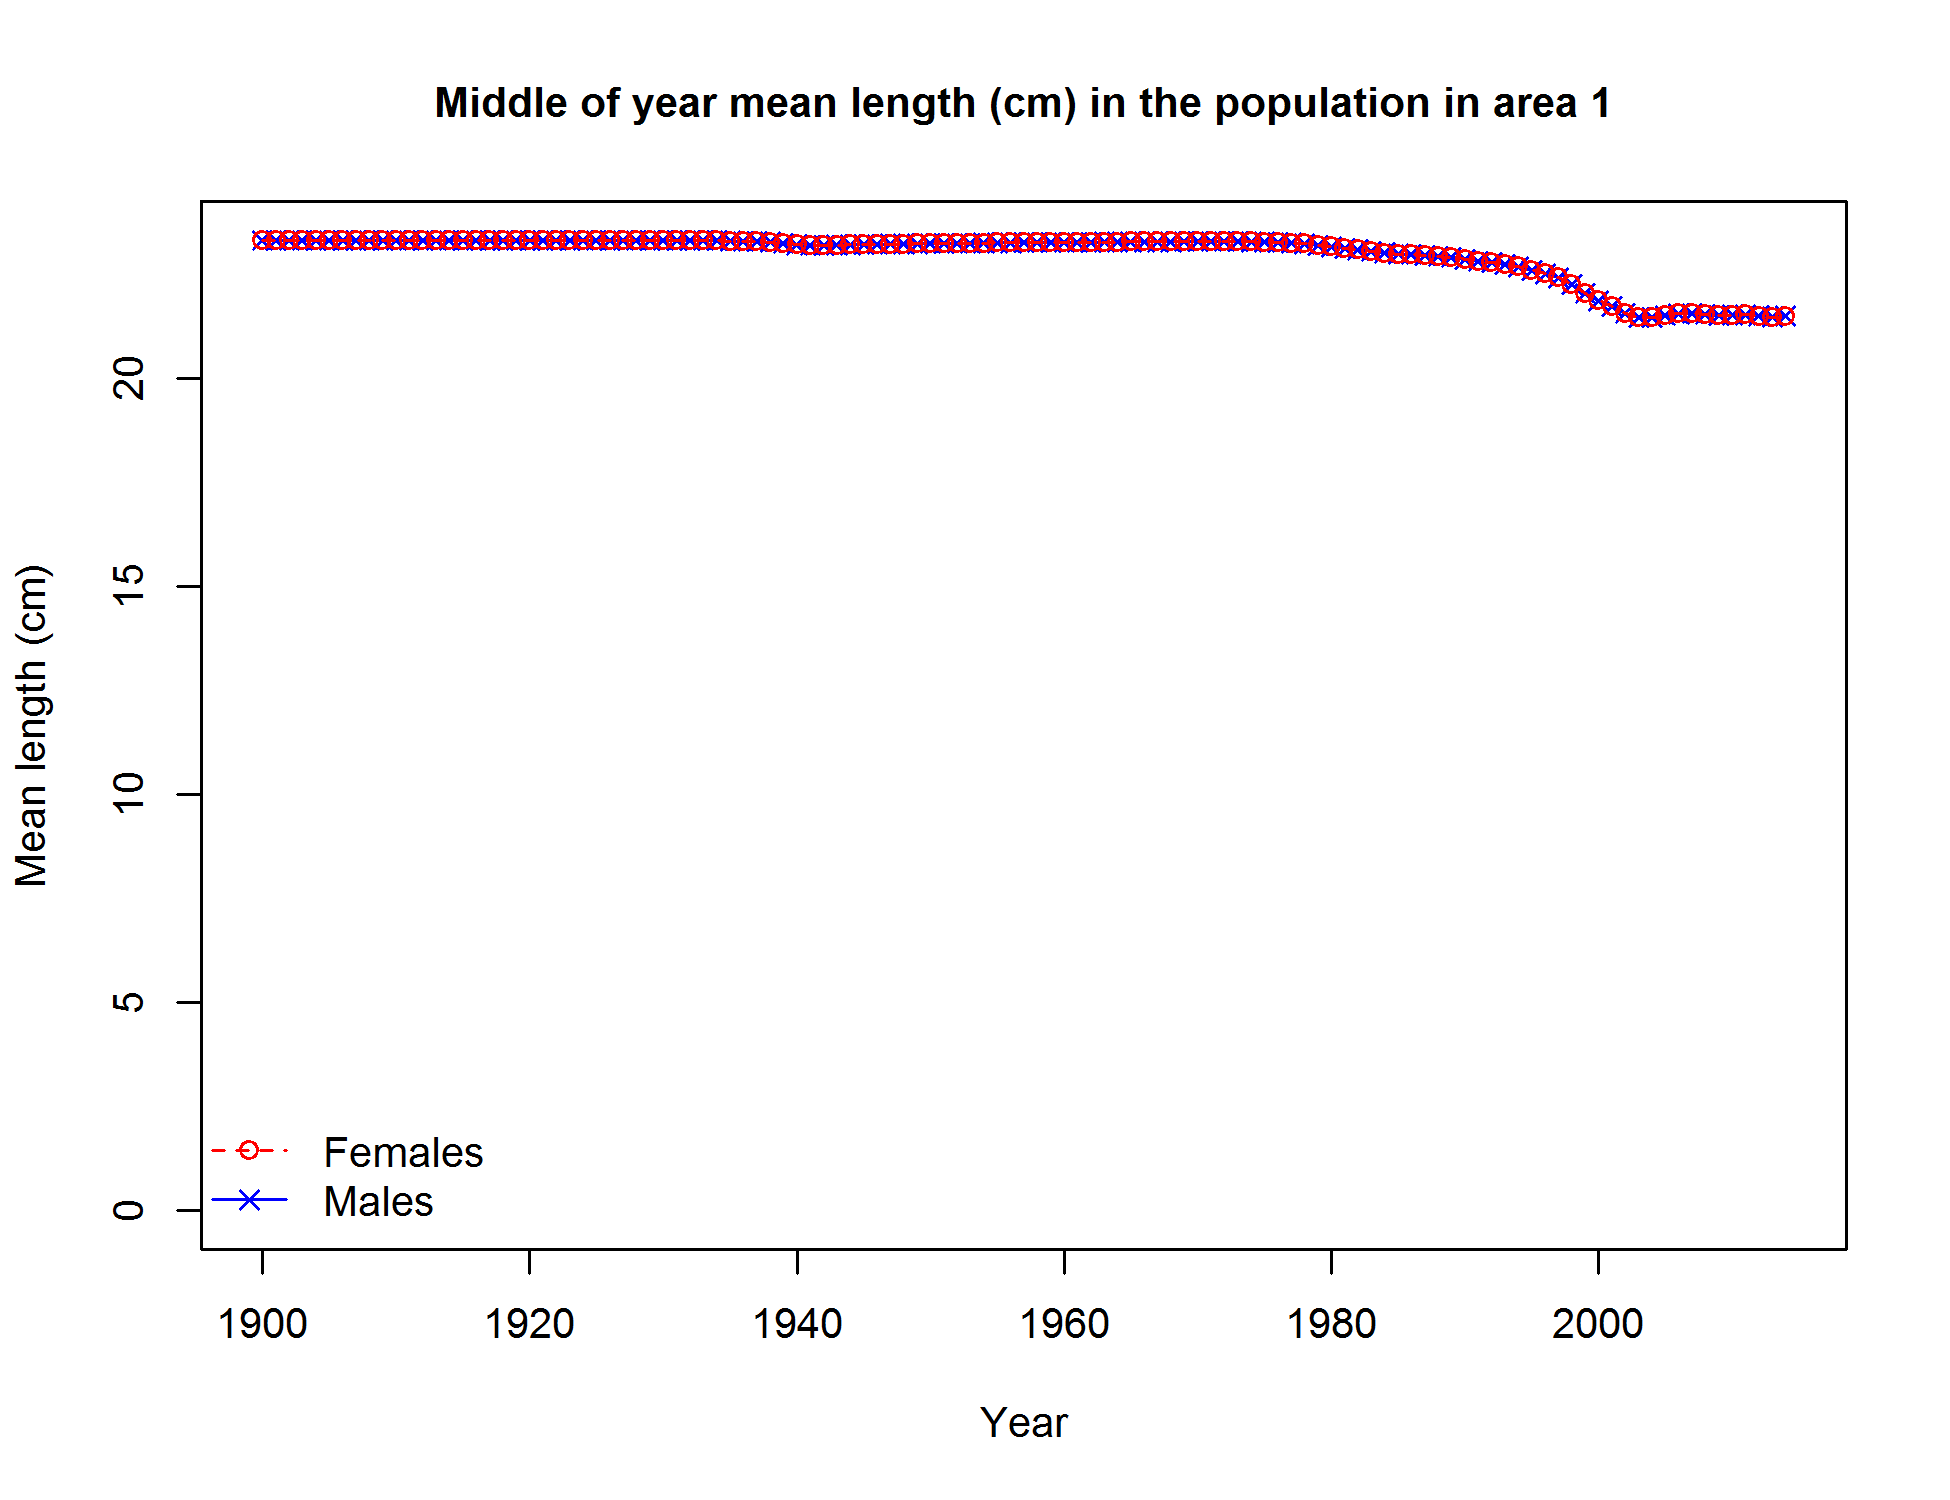 Middle of year mean length (cm) in the population in area 1
Mean length (cm)
20
15
10
5
0
Females
Males
1900 1920 1940 1960 1980 2000
Year